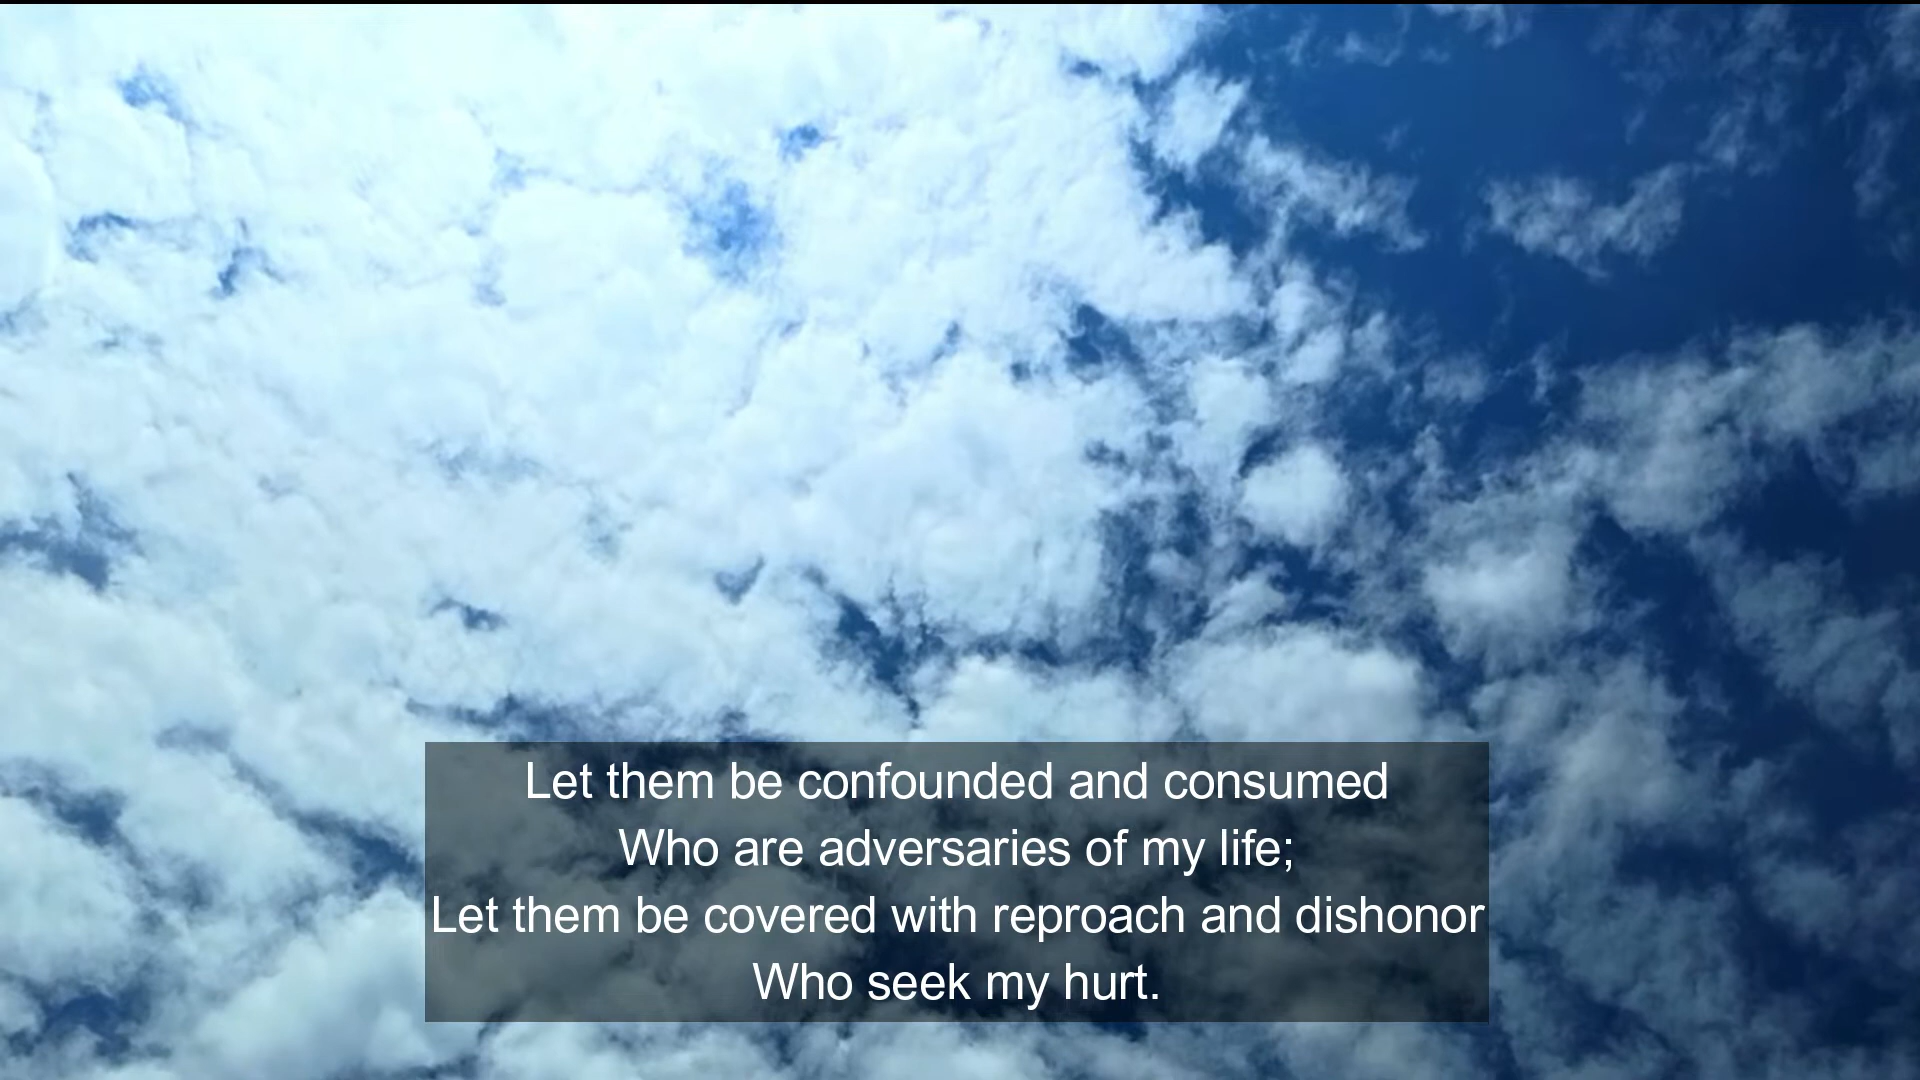 Let them be confounded and consumed
Who are adversaries of my life;
Let them be covered with reproach and dishonor
Who seek my hurt.